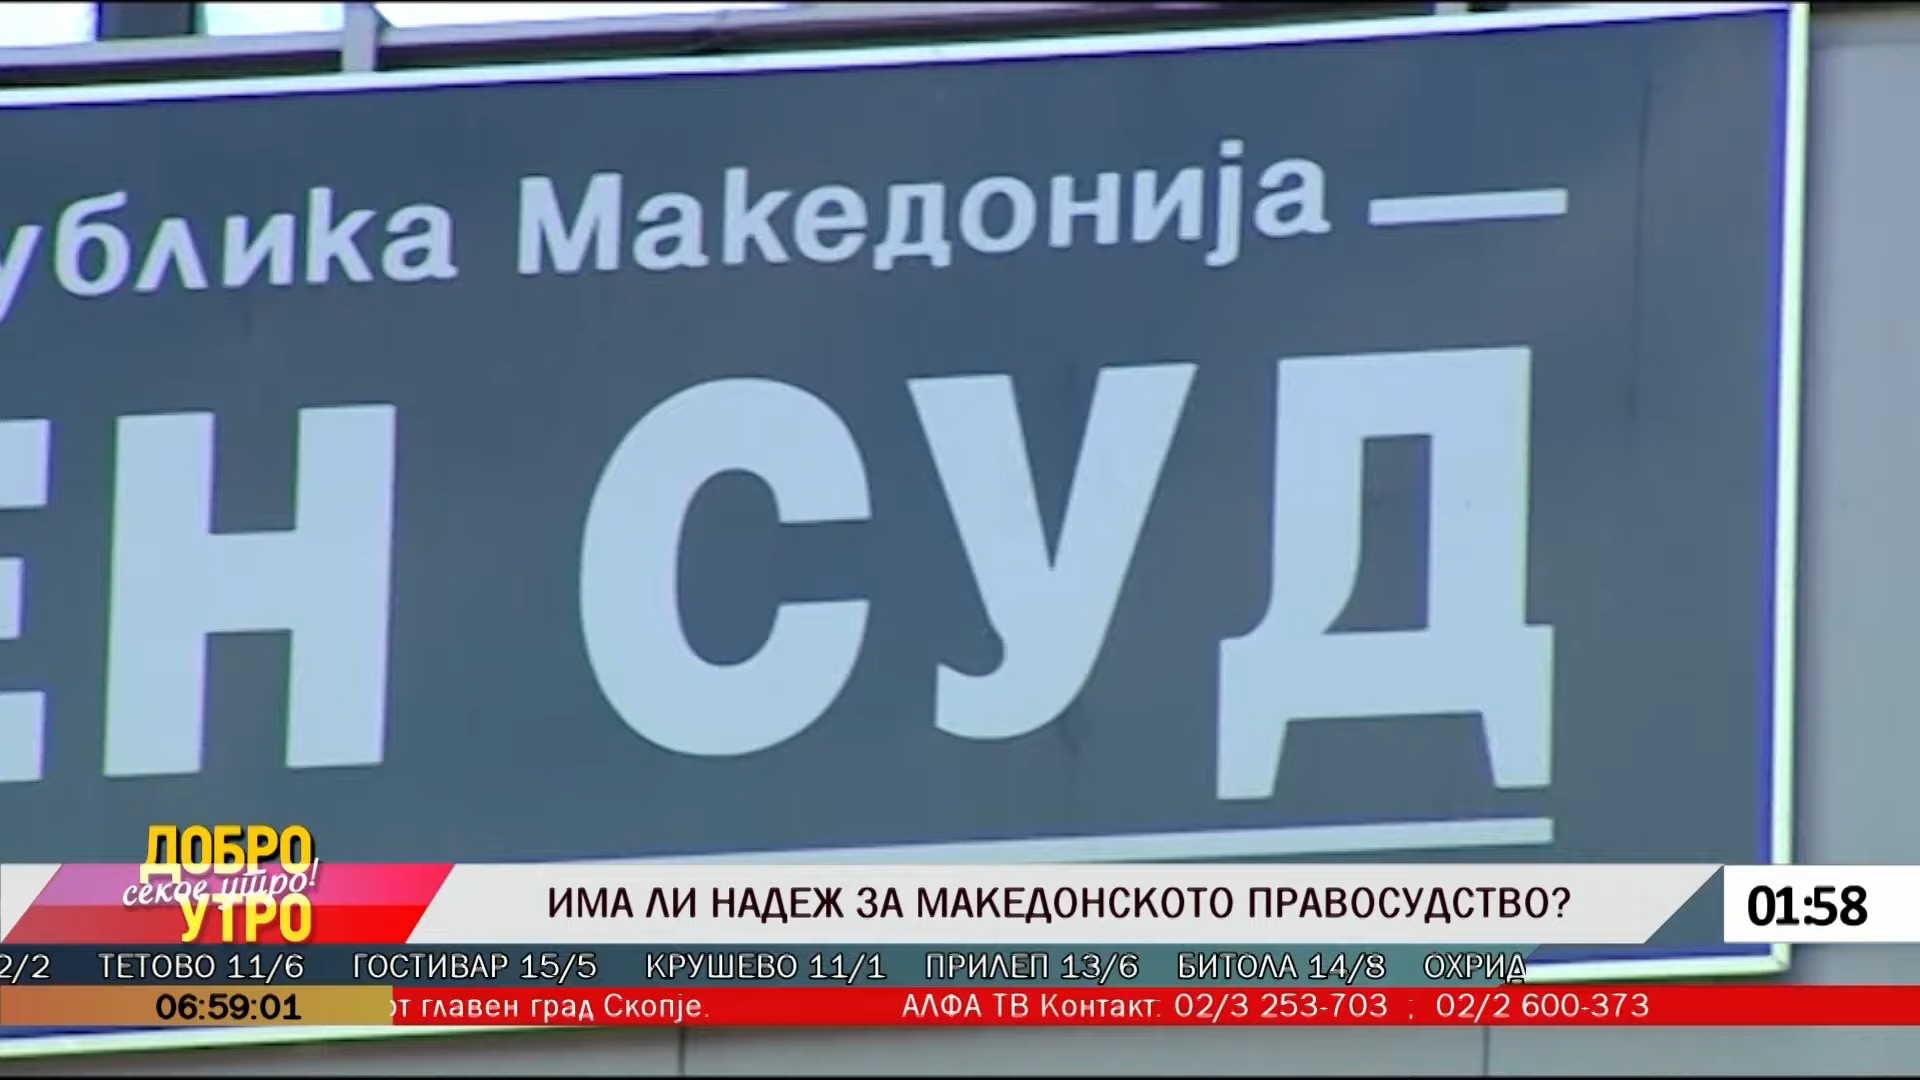 ублика Македонија
ЕН СУД
ДОБРО
секое утро!
УТРО
ИМА ЛИ НАДЕЖ ЗА МАКЕДОНСКОТО ПРАВОСУДСТВО?
01:58
2/2 ТЕТОВО 11/6 ГОСТИВАР 15/5 КРУШЕВО 11/1 ПРИЛЕП 13/6 БИТОЛА 14/8 ОХРИД
06:59:01 от главен град Скопје. АЛФА ТВ Контакт: 02/3 253-703 ; 02/2 600-373